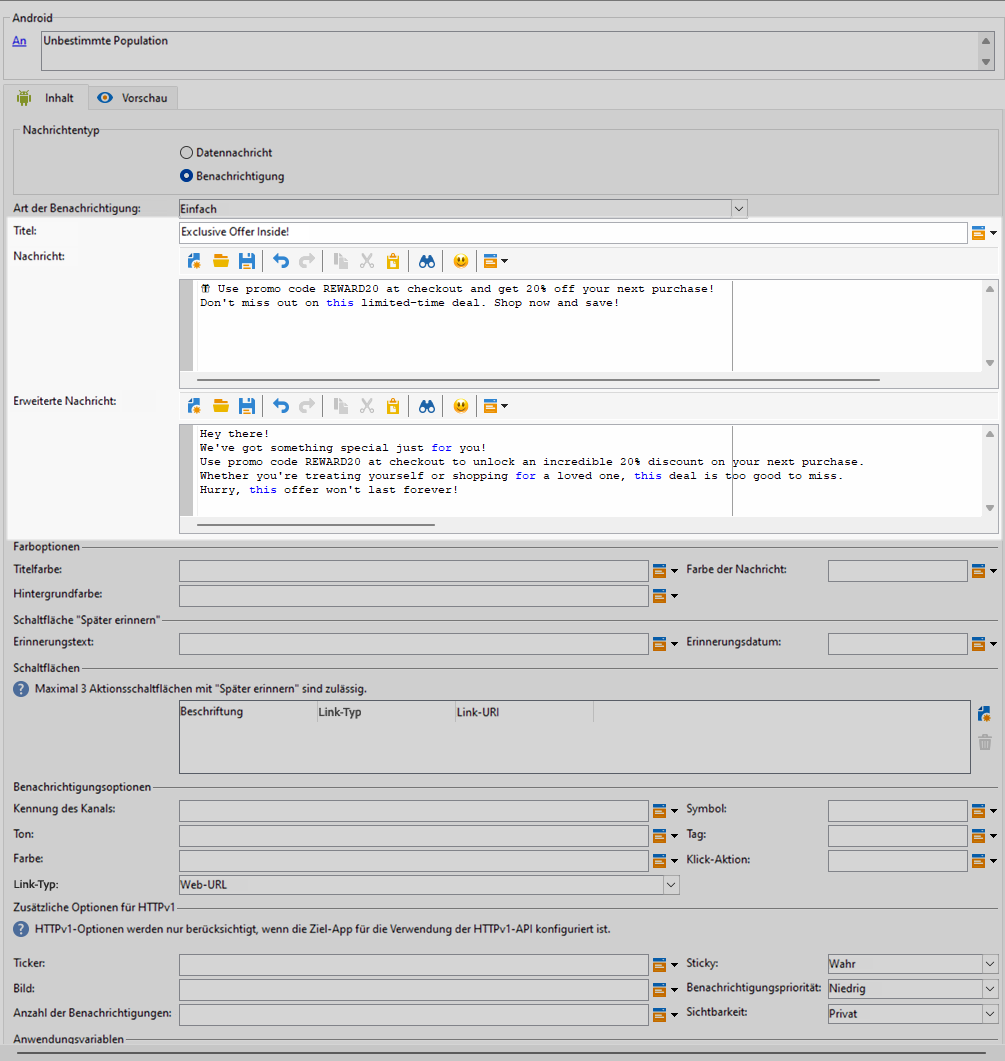 Android
An
Unbestimmte Population
Inhalt
Vorschau
Nachrichtentyp
Datennachricht
Benachrichtigung
Art der Benachrichtigung:
Einfach
Titel:
Exclusive Offer Inside!
Nachricht:
Use promo code REWARD20 at checkout and get 20% off your next purchase!
Don't miss out on this limited-time deal. Shop now and save!
Erweiterte Nachricht:
Hey there!
We've got something special just for you!
Use promo code REWARD20 at checkout to unlock an incredible 20% discount on your next purchase.
Whether you're treating yourself or shopping for a loved one, this deal is too good to miss.
Hurry, this offer won't last forever!
Farboptionen
Titelfarbe:
Farbe der Nachricht:
Hintergrundfarbe:
Schaltfläche "Später erinnern"
Erinnerungstext:
Erinnerungsdatum:
Schaltflächen
Maximal 3 Aktionsschaltflächen mit "Später erinnern" sind zulässig.
Beschriftung Link-Typ Link-URI
Benachrichtigungsoptionen
Kennung des Kanals:
Symbol:
Ton:
Tag:
Farbe:
Klick-Aktion:
Link-Typ:
Web-URL
Zusätzliche Optionen für HTTPv1
HTTPv1-Optionen werden nur berücksichtigt, wenn die Ziel-App für die Verwendung der HTTPv1-API konfiguriert ist.
Ticker:
Sticky:
Wahr
Bild:
Benachrichtigungspriorität:
Niedrig
Anzahl der Benachrichtigungen:
Sichtbarkeit:
Privat
Anwendungsvariablen